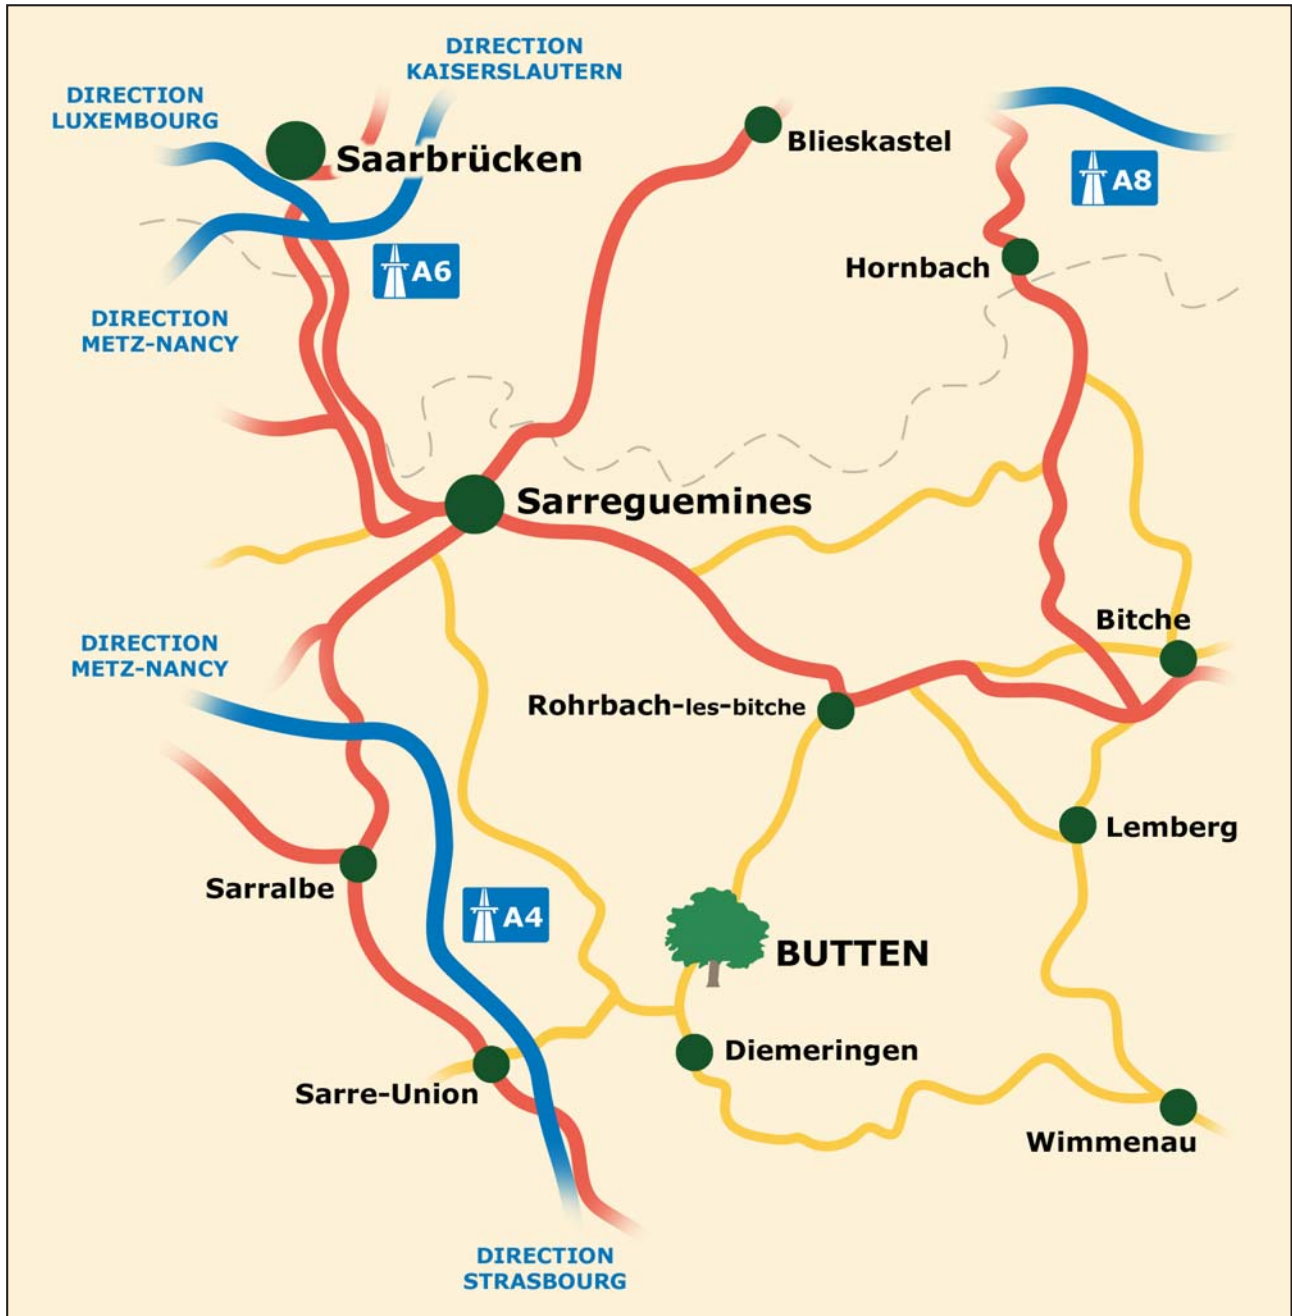 DIRECTION
KAISERSLAUTERN
DIRECTION
LUXEMBOURG
Saarbrücken
Blieskastel
A8
Hornbach
A6
DIRECTION
METZ-NANCY
Sarreguemines
Bitche
DIRECTION
METZ-NANCY
Rohrbach-les-bitche
Lemberg
Sarralbe
A4
BUTTEN
Diemeringen
Sarre-Union
Wimmenau
DIRECTION
STRASBOURG